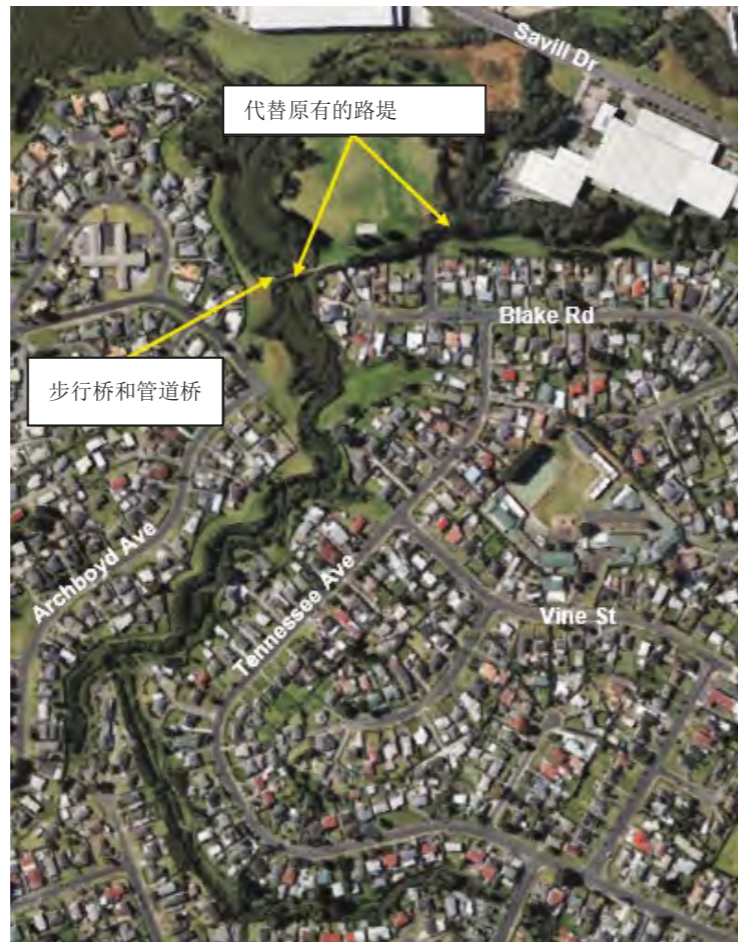 Savill Dr
代替原有的路堤
Blake Rd
步行桥和管道桥
Archboyd Ave
Tennessee Ave
Vine St